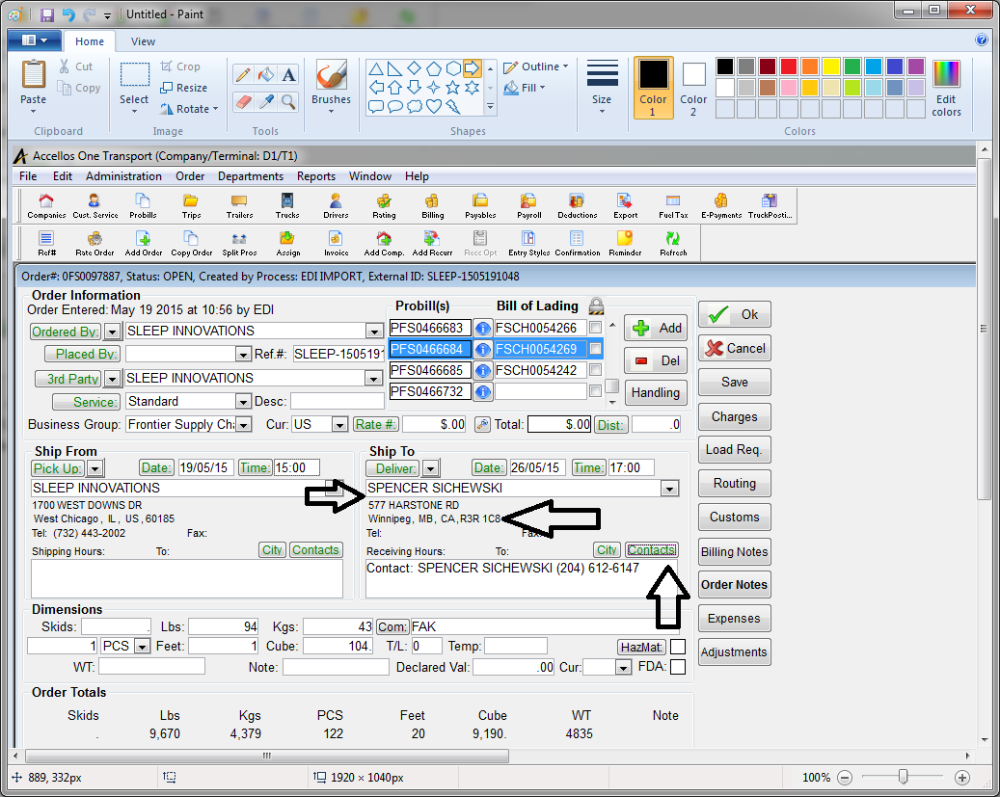 Untitled - Paint
Home View
Paste Cut Copy Select Crop Resize Rotate Brushes Outline Fill Size Color 1 Color 2 Edit colors
Clipboard Image Tools Shapes Colors
Accellos One Transport (Company/Terminal: D1/T1)
File Edit Administration Order Departments Reports Window Help
Companies Cust. Service Probills Trips Trailers Trucks Drivers Rating Billing Payables Payroll Deductions Export Fuel Tax E-Payments TruckPosti...
Ref# Rate Order Add Order Copy Order Split Pros Assign Invoice Add Comp. Add Recurr Recc Opt Entry Styles Confirmation Reminder Refresh
Order#: 0FS0097887, Status: OPEN, Created by Process: EDI IMPORT, External ID: SLEEP-1505191048
Order Information Probill(s) Bill of Lading
Order Entered: May 19 2015 at 10:56 by EDI
Ordered By: SLEEP INNOVATIONS PFS0466683 FSCH0054266 Add Ok
Placed By: Ref.#: SLEEP-1505191 PFS0466684 FSCH0054269 Del Cancel
3rd Party SLEEP INNOVATIONS PFS0466685 FSCH0054242 Save
Service: Standard Desc: PFS0466732 Handling
Business Group: Frontier Supply Cha Cur: US Rate #: $.00 Total: $.00 Dist: .0 Charges
Ship From Ship To Load Req.
Pick Up: Date: 19/05/15 Time: 15:00 Deliver: Date: 26/05/15 Time: 17:00
SLEEP INNOVATIONS SPENCER SICHEWSKI Routing
1700 WEST DOWNS DR 577 HARSTONE RD
West Chicago, IL, US, 60185 Winnipeg, MB, CA, R3R 1C8 Customs
Tel: (732) 443-2002 Fax: Tel: Fax:
Shipping Hours: To: City Contacts Receiving Hours: To: City Contacts Billing Notes
Contact: SPENCER SICHEWSKI (204) 612-6147
Order Notes
Dimensions
Skids: . Lbs: 94 Kgs: 43 Com: FAK Expenses
1 PCS Feet: 1 Cube: 104. T/L: 0 Temp: HazMat: Adjustments
WT: Note: Declared Val: .00 Cur: FDA:
Order Totals
Skids Lbs Kgs PCS Feet Cube WT Note
. 9,670 4,379 122 20 9,190. 4835
889, 332px 1920 × 1040px 100%